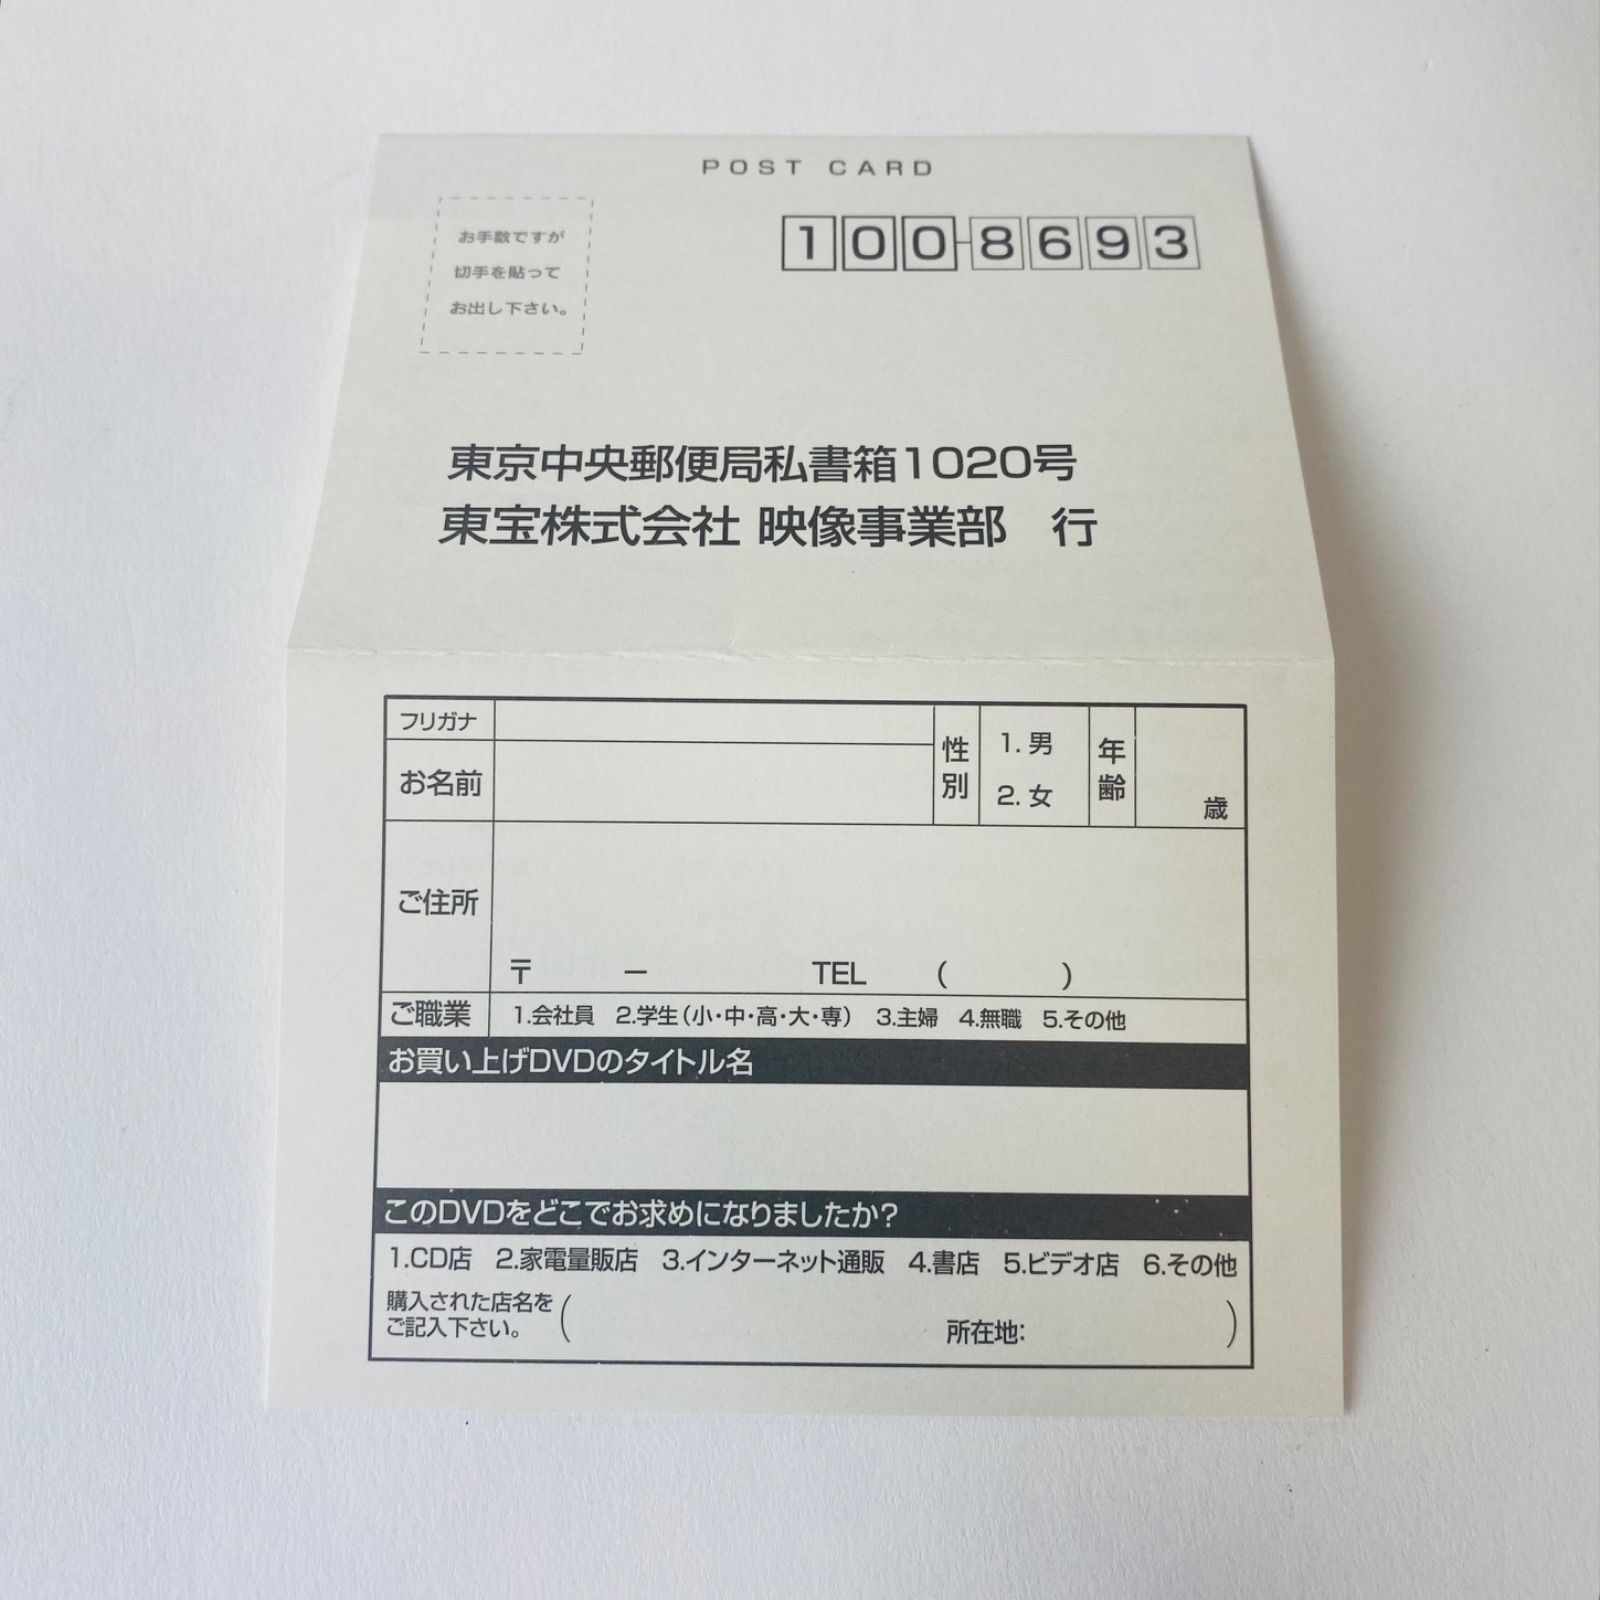 POST CARD
お手数ですが
切手を貼って
お出し下さい。
100-8693
東京中央郵便局私書箱1020号
東宝株式会社 映像事業部　行
フリガナ
お名前
性別
1. 男
2. 女
年齢
歳
ご住所
〒　　－　　　TEL　　(　　　)
ご職業　1.会社員　2.学生(小・中・高・大・専)　3.主婦　4.無職　5.その他
お買い上げDVDのタイトル名
このDVDをどこでお求めになりましたか?
1.CD店　2.家電量販店　3.インターネット通販　4.書店　5.ビデオ店　6.その他
購入された店名を
ご記入下さい。(　　　所在地:　　　)